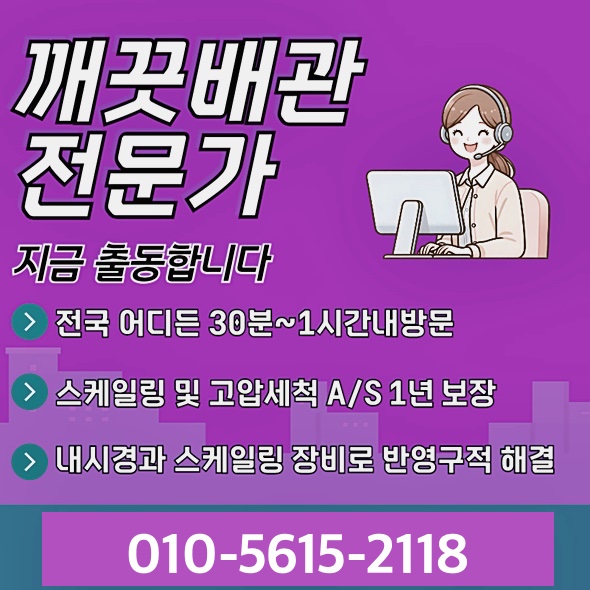 깨끗배관
전문가
지금 출동합니다
전국 어디든 30분~1시간내방문
스케일링 및 고압세척 A/S 1년 보장
내시경과 스케일링 장비로 반영구적 해결
010-5615-2118